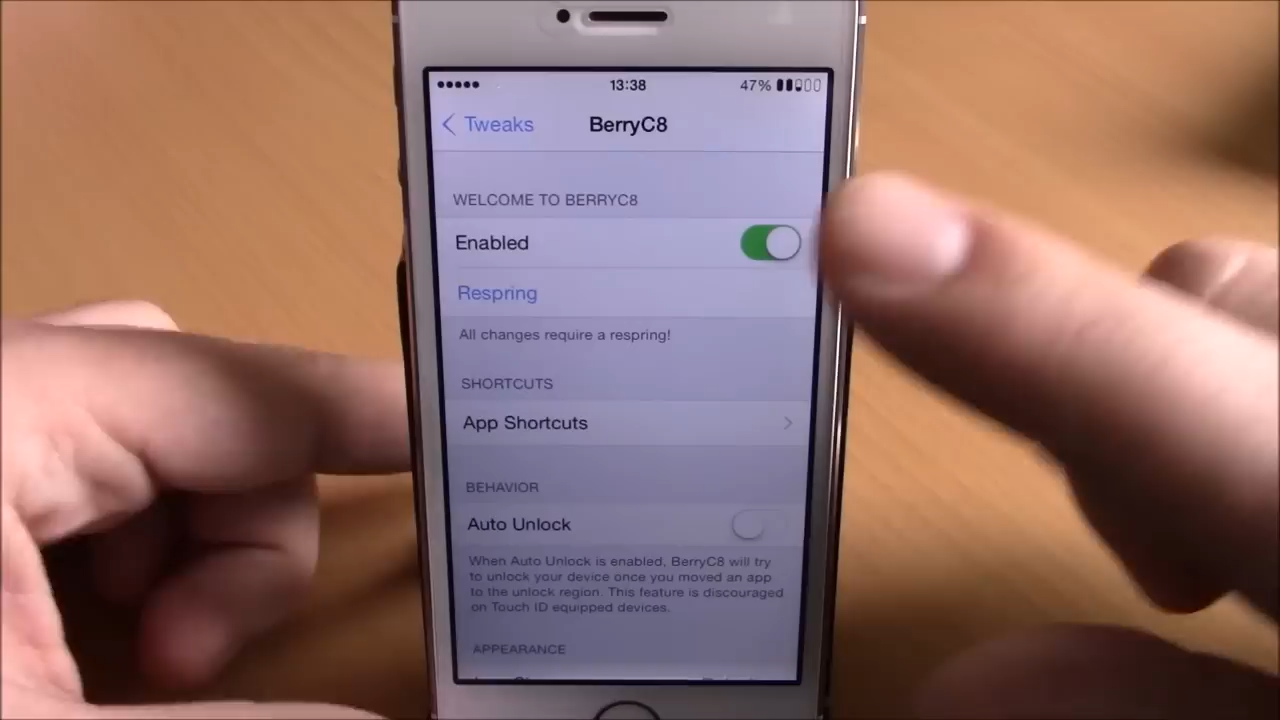 13:38
47%
Tweaks
BerryC8
WELCOME TO BERRYC8
Enabled
Respring
All changes require a respring!
SHORTCUTS
App Shortcuts
BEHAVIOR
Auto Unlock
When Auto Unlock is enabled, BerryC8 will try
to unlock your device once you moved an app
to the unlock region. This feature is discouraged
on Touch ID equipped devices.
APPEARANCE